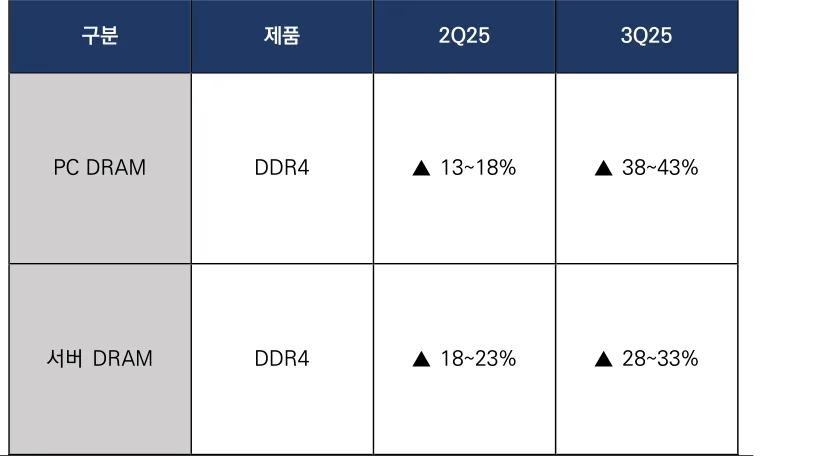 구분 제품 2Q25 3Q25
PC DRAM DDR4 ▲ 13~18% ▲ 38~43%
서버 DRAM DDR4 ▲ 18~23% ▲ 28~33%